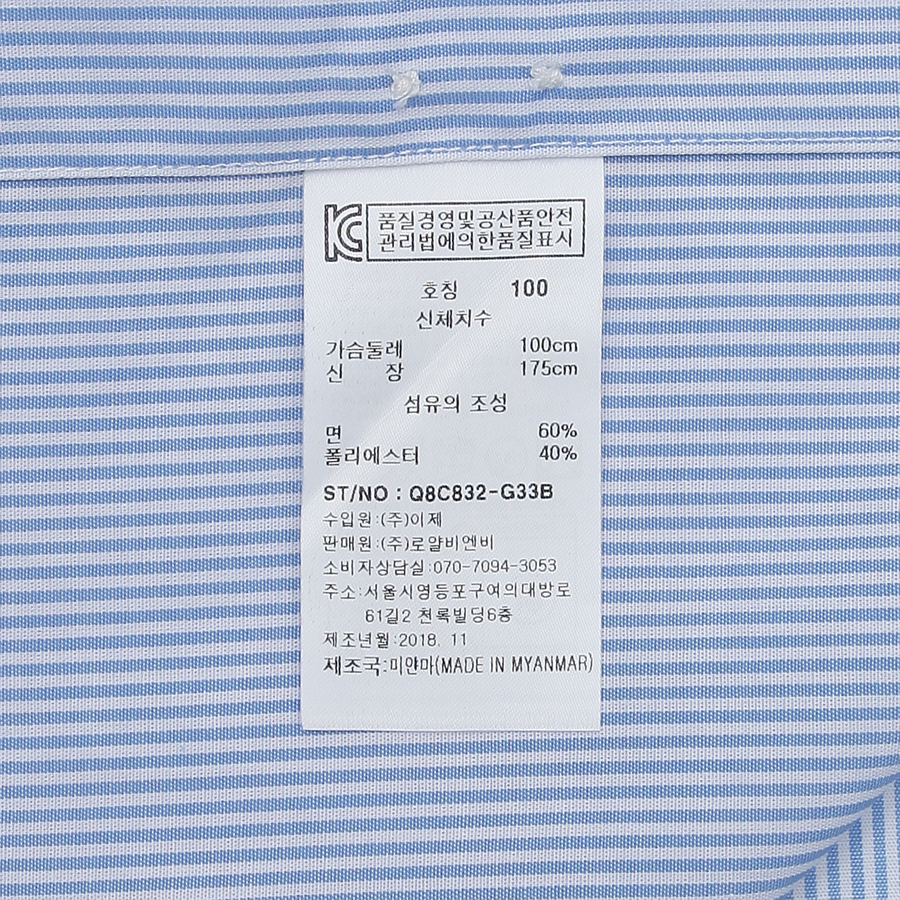 KC 품질경영및공산품안전
관리법에의한품질표시
호칭 100
신체치수
가슴둘레 100cm
신 장 175cm
섬유의 조성
면 60%
폴리에스터 40%
ST/NO : Q8C832-G33B
수입원:(주)이제
판매원:(주)로얄비엔비
소비자상담실:070-7094-3053
주소:서울시영등포구여의대방로
61길2 천록빌딩6층
제조년월:2018. 11
제조국:미얀마(MADE IN MYANMAR)